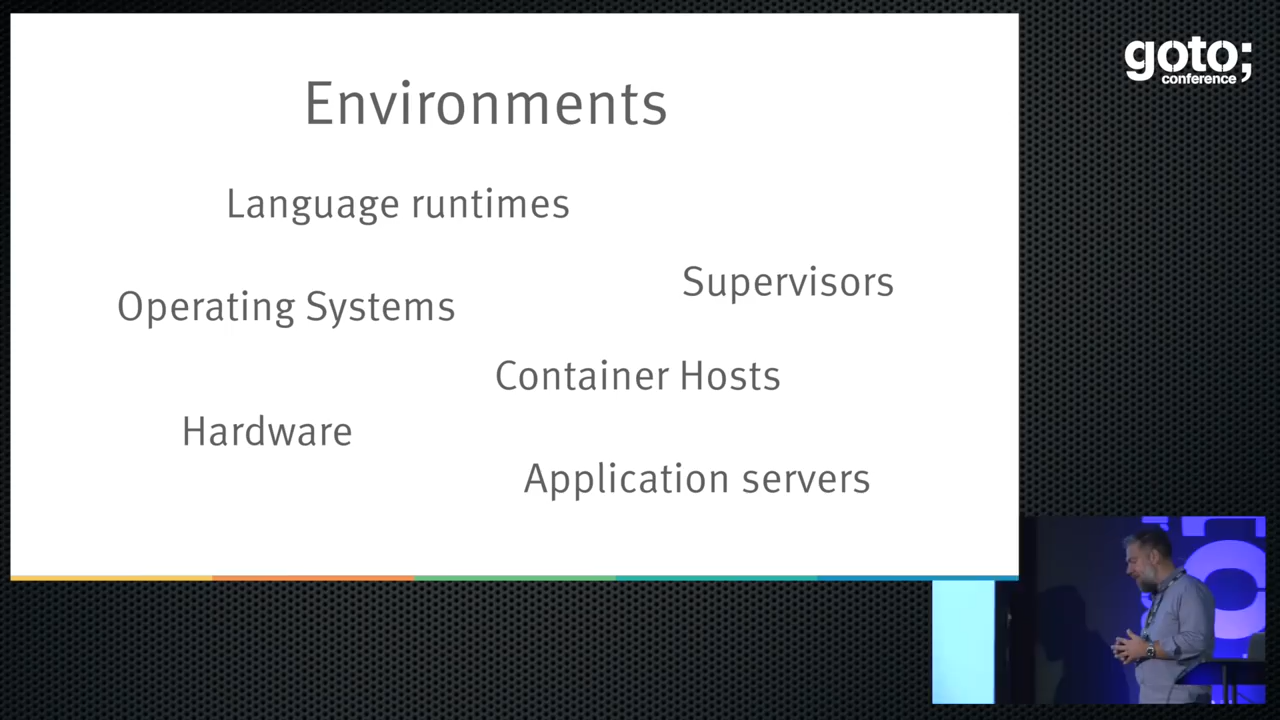 Environments
Language runtimes
Supervisors
Operating Systems
Container Hosts
Hardware
Application servers
goto;
conference